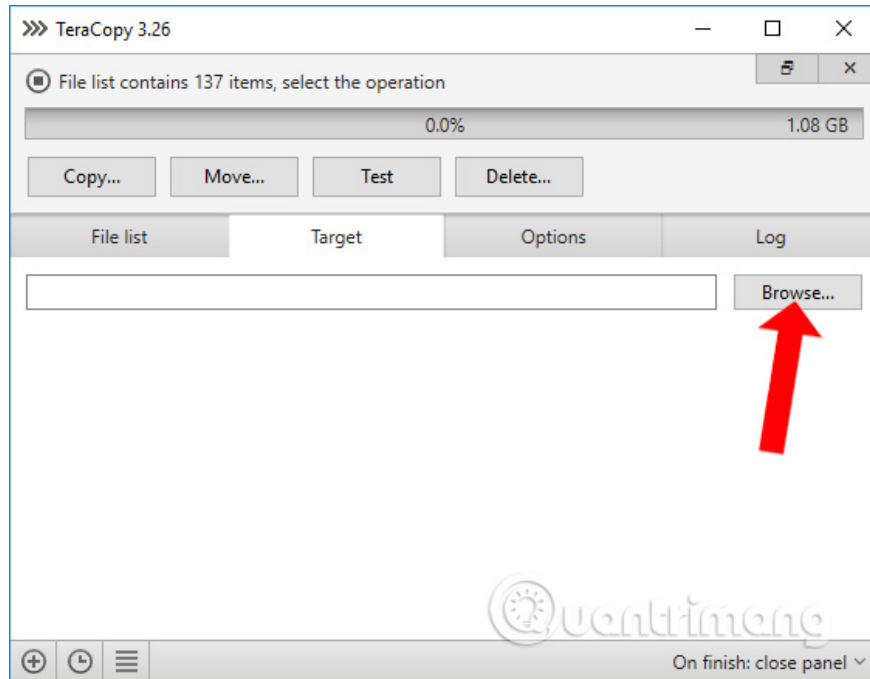 TeraCopy 3.26
File list contains 137 items, select the operation
0.0% 1.08 GB
Copy... Move... Test Delete...
File list Target Options Log
Browse...
Quantrimang
On finish: close panel